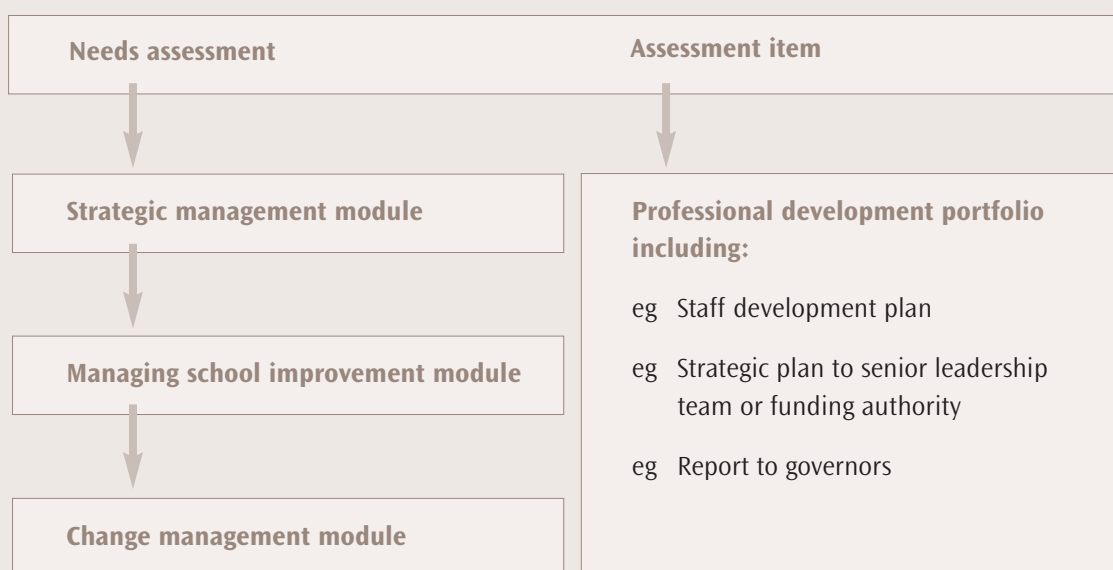 Needs assessment
Assessment item
Strategic management module
Managing school improvement module
Change management module
Professional development portfolio
including:
eg Staff development plan
eg Strategic plan to senior leadership
team or funding authority
eg Report to governors